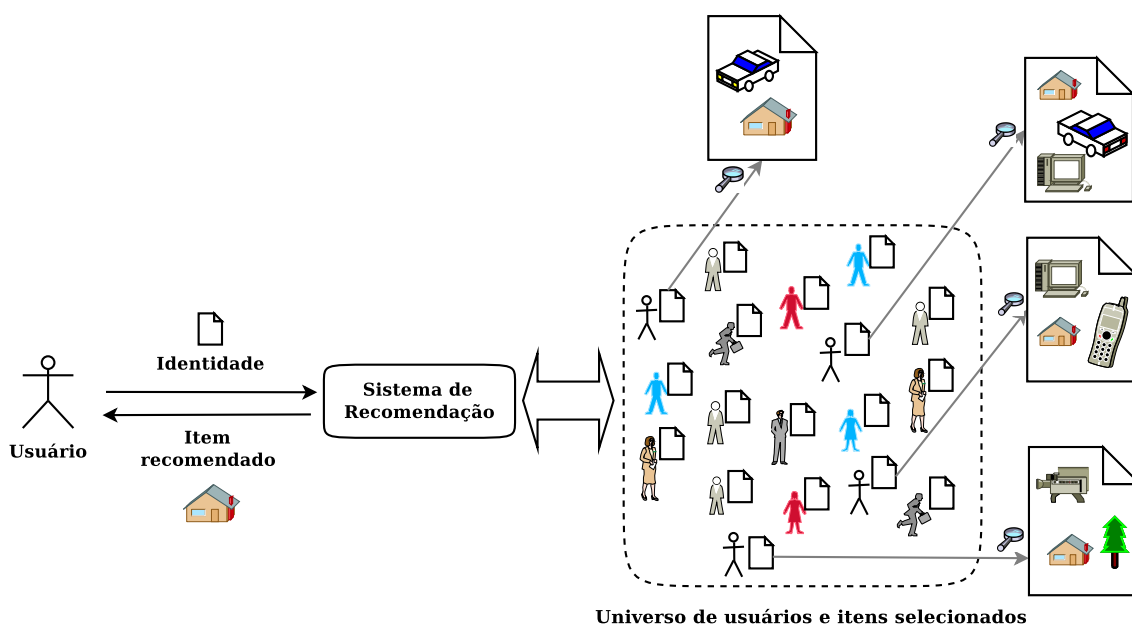 Identidade
Usuário
Item
recomendado
Sistema de
Recomendação
Universo de usuários e itens selecionados